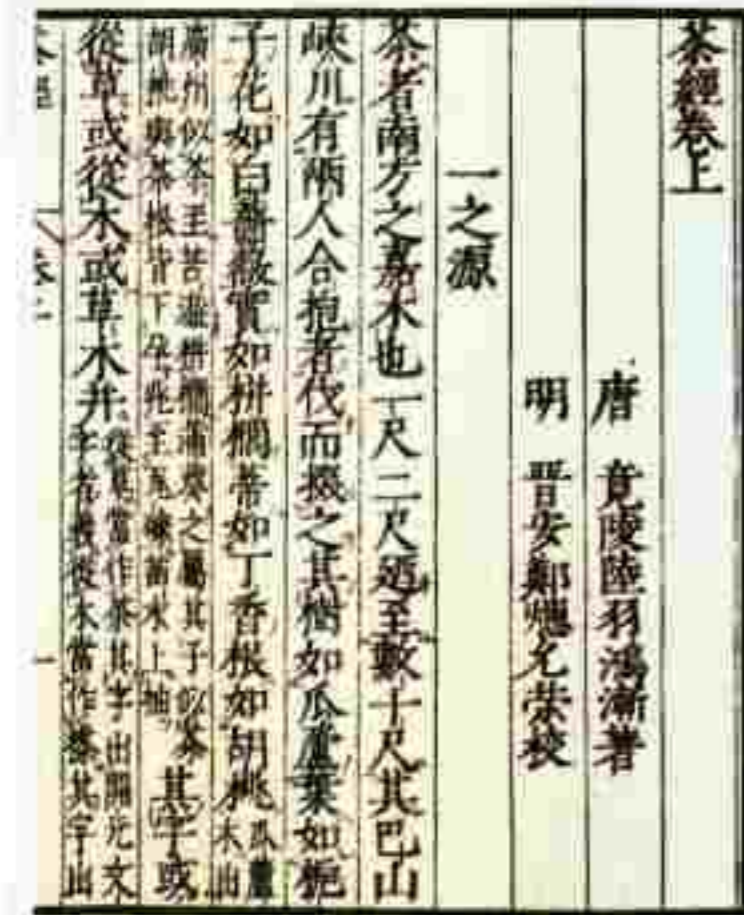 茶經卷上
唐 竟陵陸羽鴻漸著
明 晉安鄭熜允榮校
一之源
茶者南方之嘉木也一尺二尺廼至數十尺其巴山
峽川有兩人合抱者伐而掇之其樹如瓜蘆葉如梔
子花如白薔薇實如栟櫚蒂如丁香根如胡桃瓜蘆木出
廣州似茶至苦澁栟櫚蒲葵之屬其子似茶
胡桃與茶根皆下孕兆至瓦礫苗木上抽 其字或
從草或從木或草木并
從草當作茶其字出開元文
字音義從木當作㮈其字出